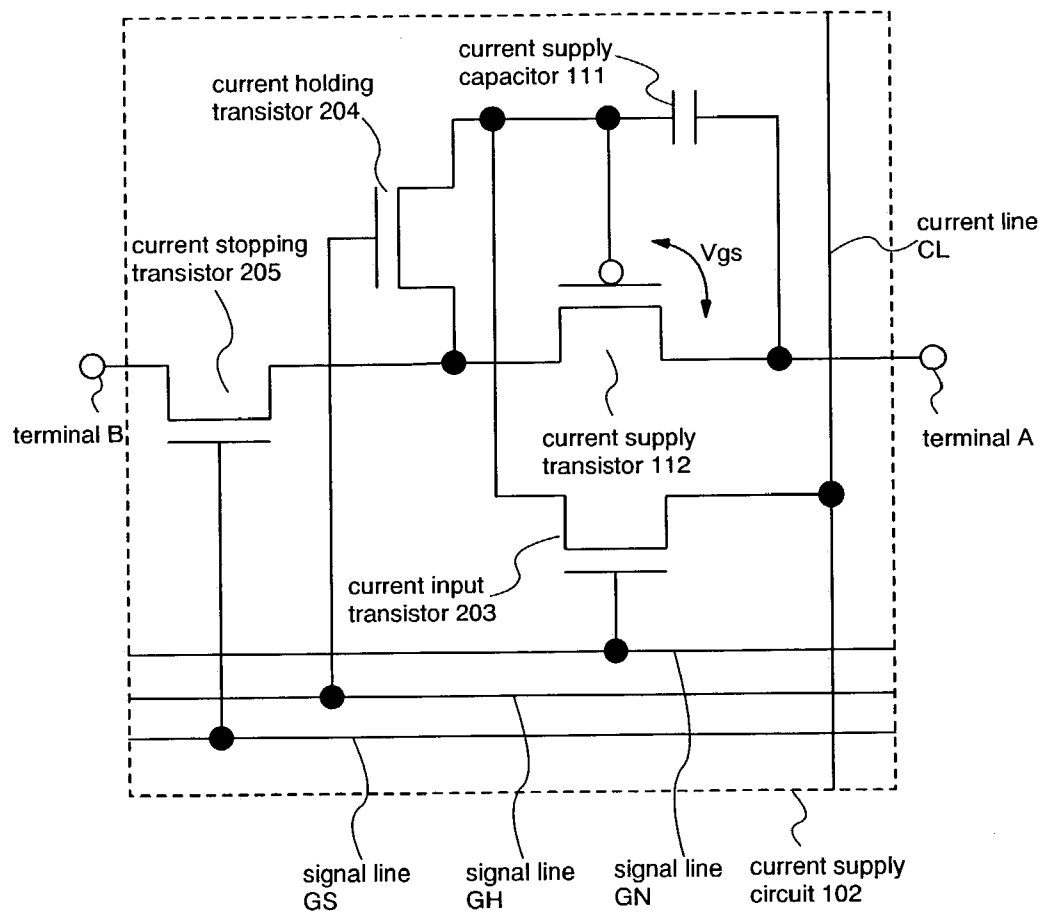 current supply
capacitor 111
current holding
transistor 204
current stopping
transistor 205
Vgs
current line
CL
terminal B
current supply
transistor 112
terminal A
current input
transistor 203
signal line
GS
signal line
GH
signal line
GN
current supply
circuit 102